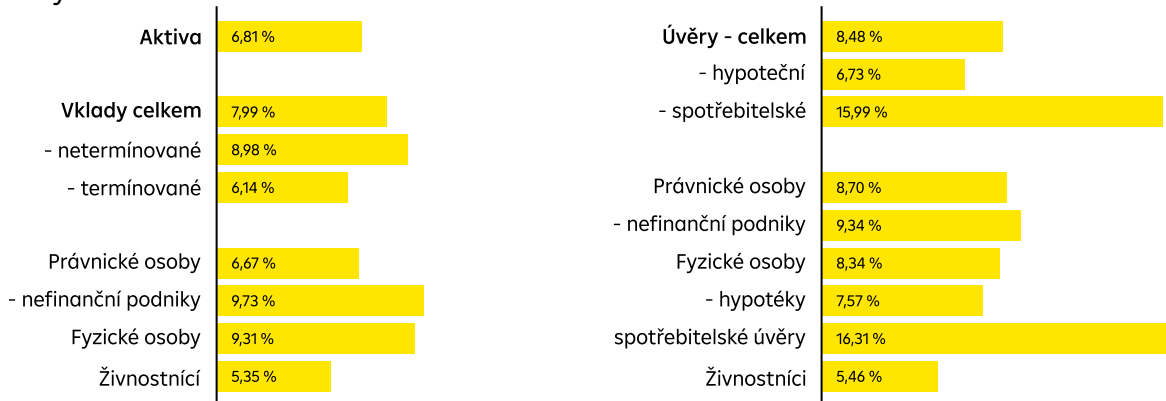 Aktiva 6,81 %
Vklady celkem 7,99 %
- netermínované 8,98 %
- termínované 6,14 %
Právnické osoby 6,67 %
- nefinanční podniky 9,73 %
Fyzické osoby 9,31 %
Živnostnící 5,35 %
Úvěry - celkem 8,48 %
- hypoteční 6,73 %
- spotřebitelské 15,99 %
Právnické osoby 8,70 %
- nefinanční podniky 9,34 %
Fyzické osoby 8,34 %
- hypotéky 7,57 %
spotřebitelské úvěry 16,31 %
Živnostníci 5,46 %